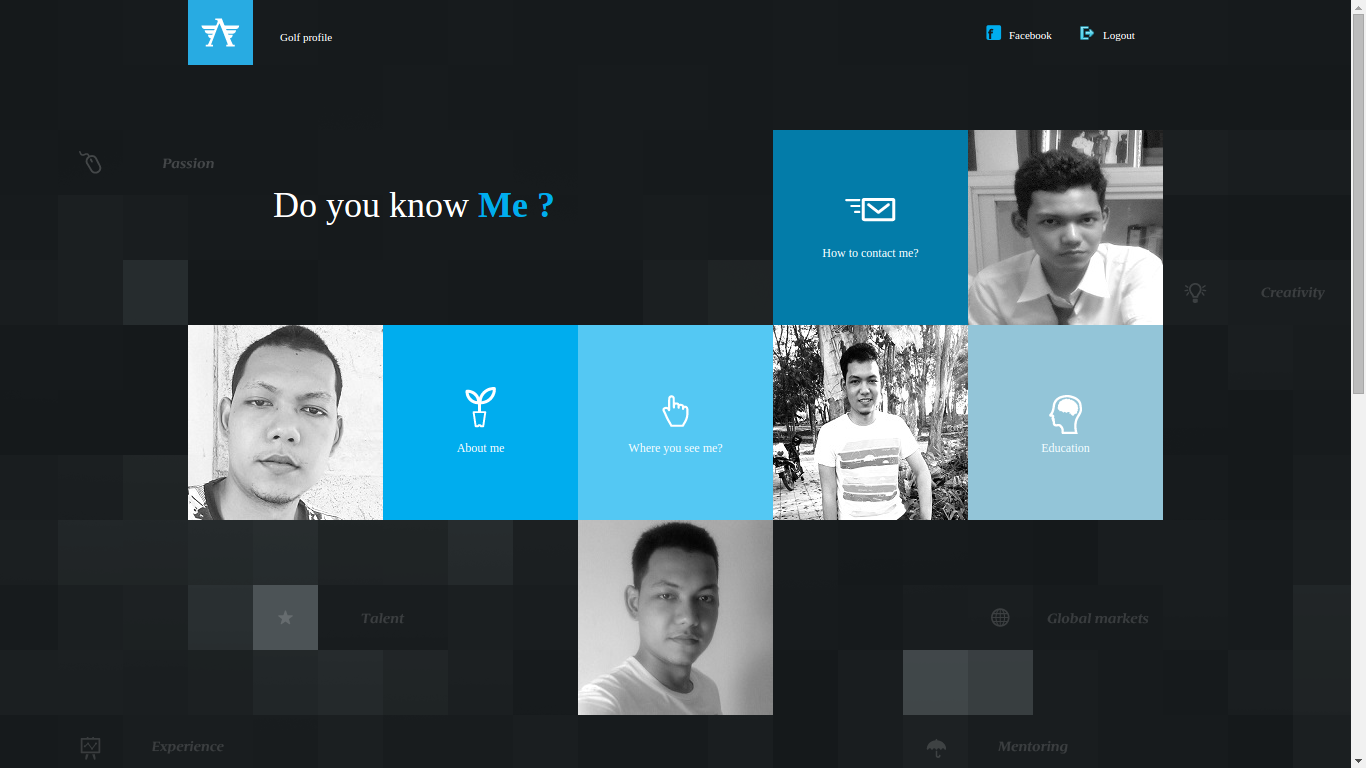 Golf profile
Facebook
Logout
Passion
Do you know Me ?
How to contact me?
Creativity
About me
Where you see me?
Education
Talent
Global markets
Experience
Mentoring